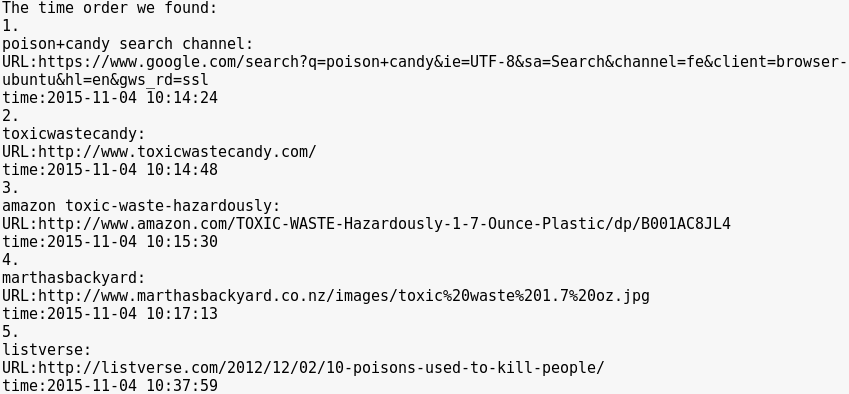 The time order we found:
1.
poison+candy search channel:
URL:https://www.google.com/search?q=poison+candy&ie=UTF-8&sa=Search&channel=fe&client=browser-
ubuntu&hl=en&gws_rd=ssl
time:2015-11-04 10:14:24
2.
toxicwastecandy:
URL:http://www.toxicwastecandy.com/
time:2015-11-04 10:14:48
3.
amazon toxic-waste-hazardously:
URL:http://www.amazon.com/TOXIC-WASTE-Hazardously-1-7-Ounce-Plastic/dp/B001AC8JL4
time:2015-11-04 10:15:30
4.
marthasbackyard:
URL:http://www.marthasbackyard.co.nz/images/toxic%20waste%201.7%20oz.jpg
time:2015-11-04 10:17:13
5.
listverse:
URL:http://listverse.com/2012/12/02/10-poisons-used-to-kill-people/
time:2015-11-04 10:37:59